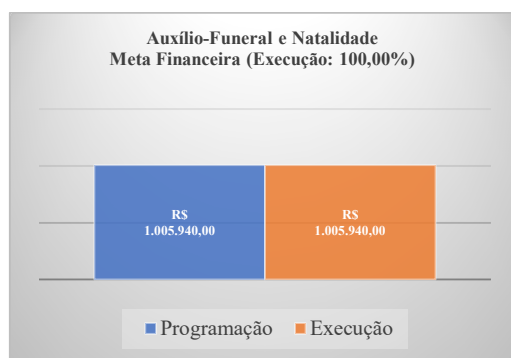 Auxílio-Funeral e Natalidade
Meta Financeira (Execução: 100,00%)
R$
1.005.940,00
R$
1.005.940,00
Programação
Execução